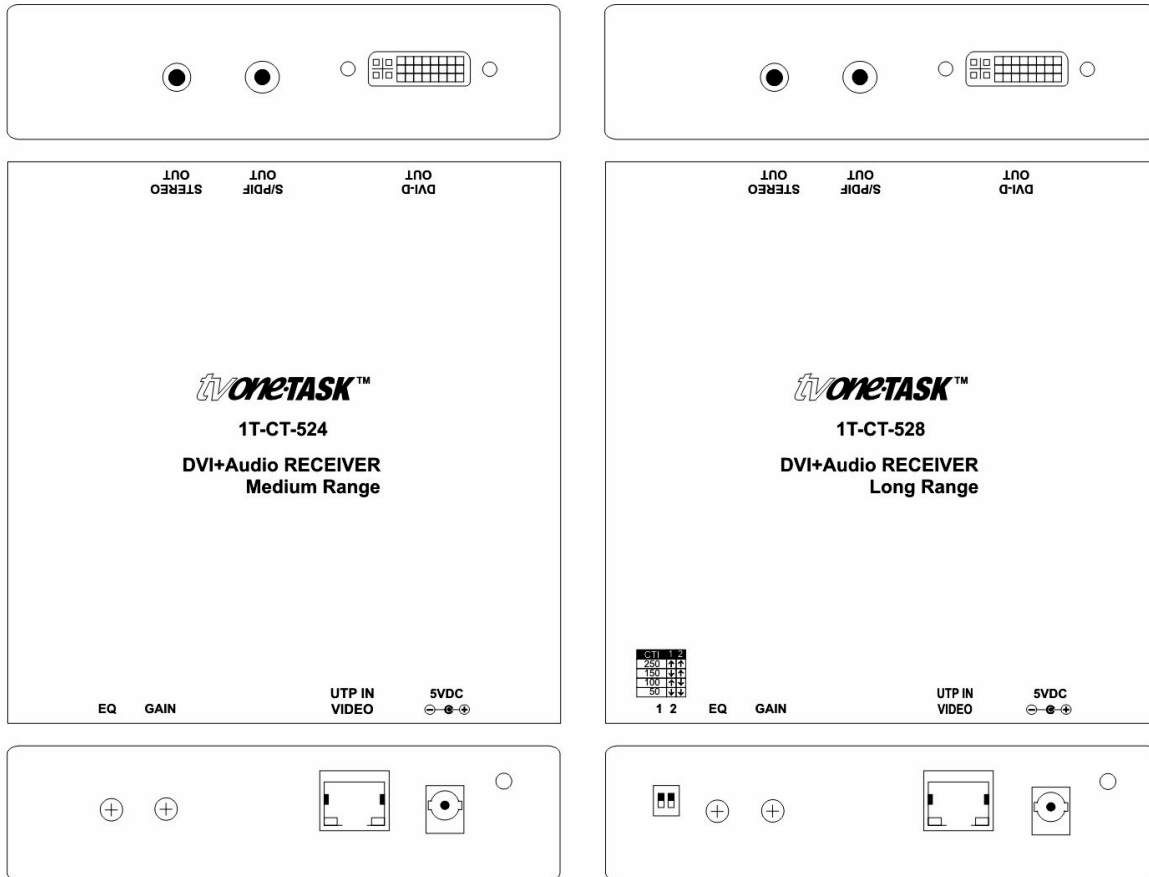 STEREO
OUT
S/PDIF
OUT
DVI-D
OUT
tvone·TASK™
1T-CT-524
DVI+Audio RECEIVER
Medium Range
EQ
GAIN
UTP IN
VIDEO
5VDC
STEREO
OUT
S/PDIF
OUT
DVI-D
OUT
tvone·TASK™
1T-CT-528
DVI+Audio RECEIVER
Long Range
CTI 1 2
250 ↑ ↑
150 ↓ ↑
100 ↑ ↓
50 ↓ ↓
1 2
EQ
GAIN
UTP IN
VIDEO
5VDC